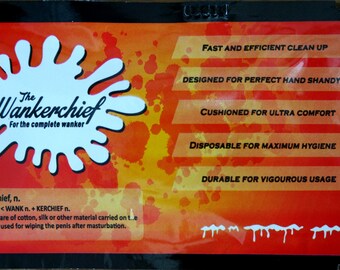 The
Wankerchief
For the complete wanker
FAST AND EFFICIENT CLEAN UP
DESIGNED FOR PERFECT HAND SHANDY
CUSHIONED FOR ULTRA COMFORT
DISPOSABLE FOR MAXIMUM HYGIENE
DURABLE FOR VIGOUROUS USAGE
hief, n.
< WANK n. + KERCHIEF n.
are of cotton, silk or other material carried on the
used for wiping the penis after masturbation.